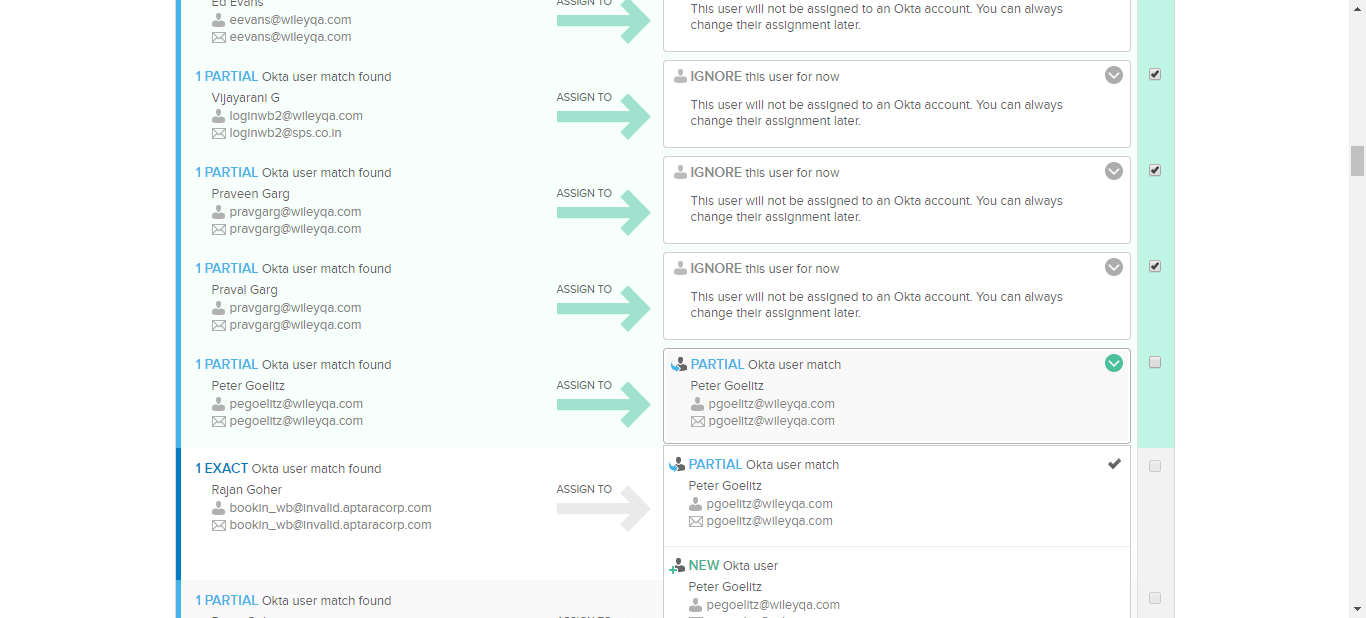 Ed Evans
ASSIGN TO
eevans@wileyqa.com
eevans@wileyqa.com
This user will not be assigned to an Okta account. You can always
change their assignment later.
1 PARTIAL Okta user match found
Vijayarani G
loginwb2@wileyqa.com
loginwb2@sps.co.in
ASSIGN TO
IGNORE this user for now
This user will not be assigned to an Okta account. You can always
change their assignment later.
1 PARTIAL Okta user match found
Praveen Garg
pravgarg@wileyqa.com
pravgarg@wileyqa.com
ASSIGN TO
IGNORE this user for now
This user will not be assigned to an Okta account. You can always
change their assignment later.
1 PARTIAL Okta user match found
Praval Garg
pravgarg@wileyqa.com
pravgarg@wileyqa.com
ASSIGN TO
IGNORE this user for now
This user will not be assigned to an Okta account. You can always
change their assignment later.
1 PARTIAL Okta user match found
Peter Goelitz
pegoelitz@wileyqa.com
pegoelitz@wileyqa.com
ASSIGN TO
PARTIAL Okta user match
Peter Goelitz
pgoelitz@wileyqa.com
pgoelitz@wileyqa.com
1 EXACT Okta user match found
Rajan Goher
bookin_wb@invalid.aptaracorp.com
bookin_wb@invalid.aptaracorp.com
ASSIGN TO
PARTIAL Okta user match
Peter Goelitz
pgoelitz@wileyqa.com
pgoelitz@wileyqa.com
NEW Okta user
Peter Goelitz
pegoelitz@wileyqa.com
1 PARTIAL Okta user match found